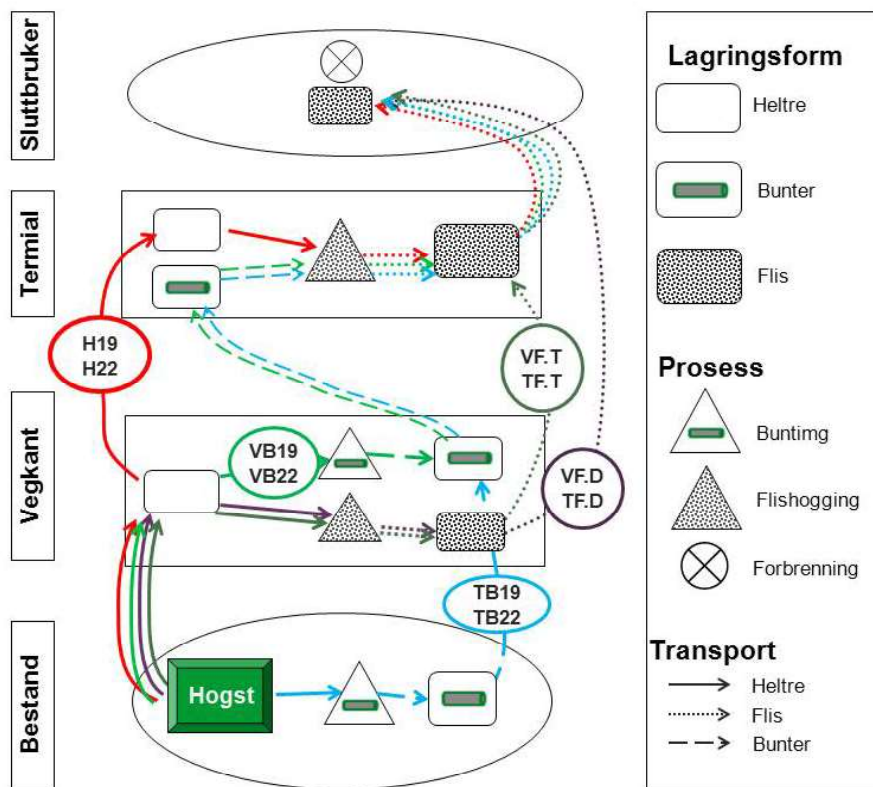 Sluttbruker
Termial
H19
H22
VF.T
TF.T
Vegkant
VB19
VB22
VF.D
TF.D
TB19
TB22
Bestand
Hogst
Lagringsform
Heltre
Bunter
Flis
Prosess
Buntimg
Flishogging
Forbrenning
Transport
Heltre
Flis
Bunter